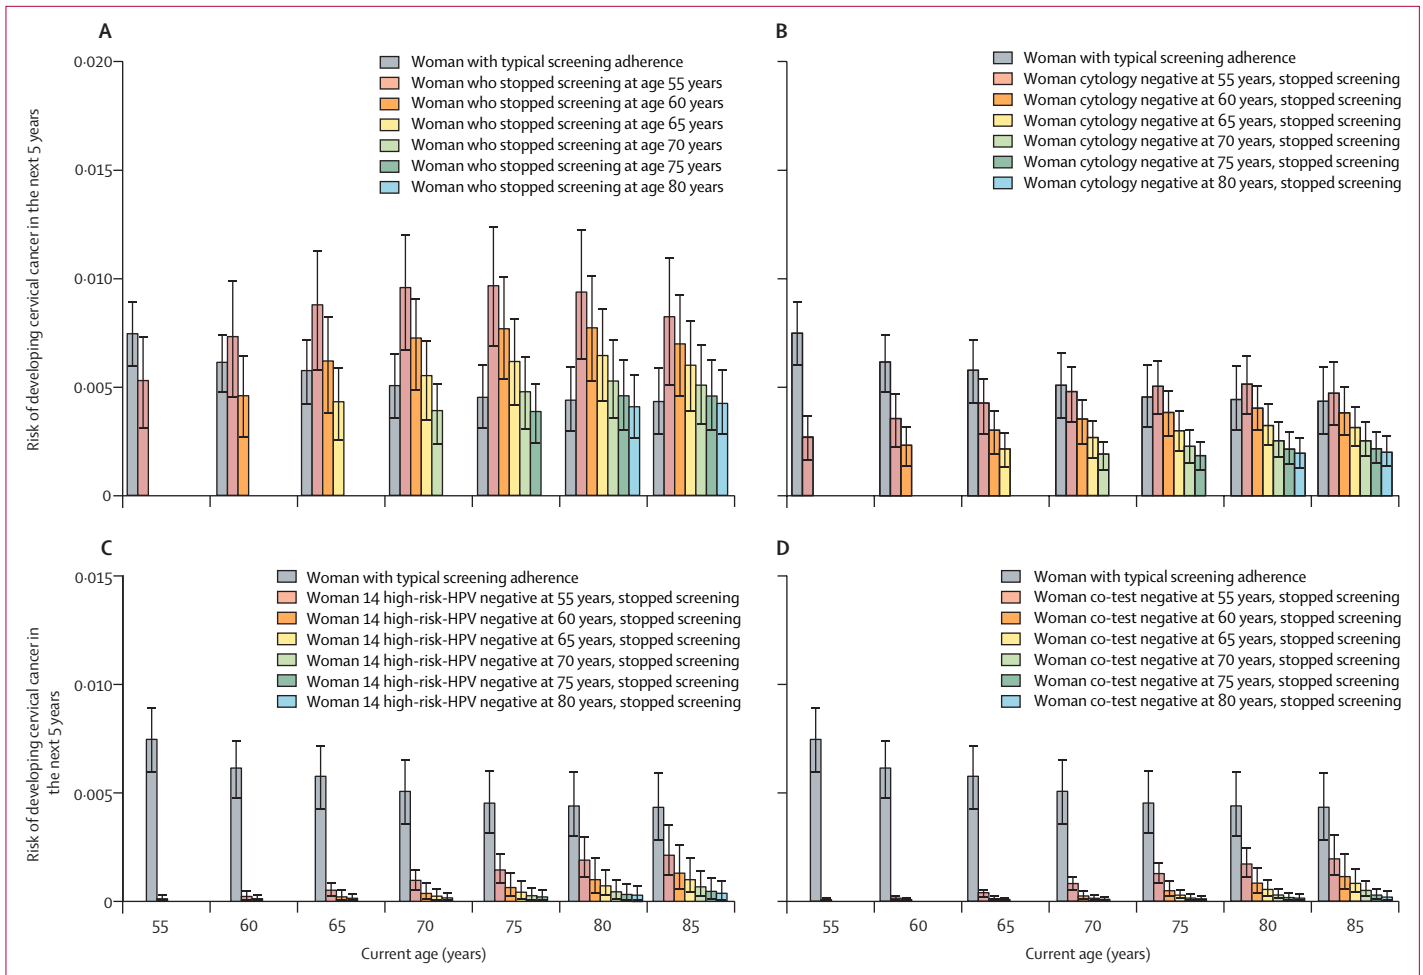 A
0·020
0·015
0·010
0·005
0
Risk of developing cervical cancer in the next 5 years
Woman with typical screening adherence
Woman who stopped screening at age 55 years
Woman who stopped screening at age 60 years
Woman who stopped screening at age 65 years
Woman who stopped screening at age 70 years
Woman who stopped screening at age 75 years
Woman who stopped screening at age 80 years
B
Woman with typical screening adherence
Woman cytology negative at 55 years, stopped screening
Woman cytology negative at 60 years, stopped screening
Woman cytology negative at 65 years, stopped screening
Woman cytology negative at 70 years, stopped screening
Woman cytology negative at 75 years, stopped screening
Woman cytology negative at 80 years, stopped screening
C
0·015
0·010
0·005
0
Risk of developing cervical cancer in
the next 5 years
Woman with typical screening adherence
Woman 14 high-risk-HPV negative at 55 years, stopped screening
Woman 14 high-risk-HPV negative at 60 years, stopped screening
Woman 14 high-risk-HPV negative at 65 years, stopped screening
Woman 14 high-risk-HPV negative at 70 years, stopped screening
Woman 14 high-risk-HPV negative at 75 years, stopped screening
Woman 14 high-risk-HPV negative at 80 years, stopped screening
55 60 65 70 75 80 85
Current age (years)
D
Woman with typical screening adherence
Woman co-test negative at 55 years, stopped screening
Woman co-test negative at 60 years, stopped screening
Woman co-test negative at 65 years, stopped screening
Woman co-test negative at 70 years, stopped screening
Woman co-test negative at 75 years, stopped screening
Woman co-test negative at 80 years, stopped screening
55 60 65 70 75 80 85
Current age (years)